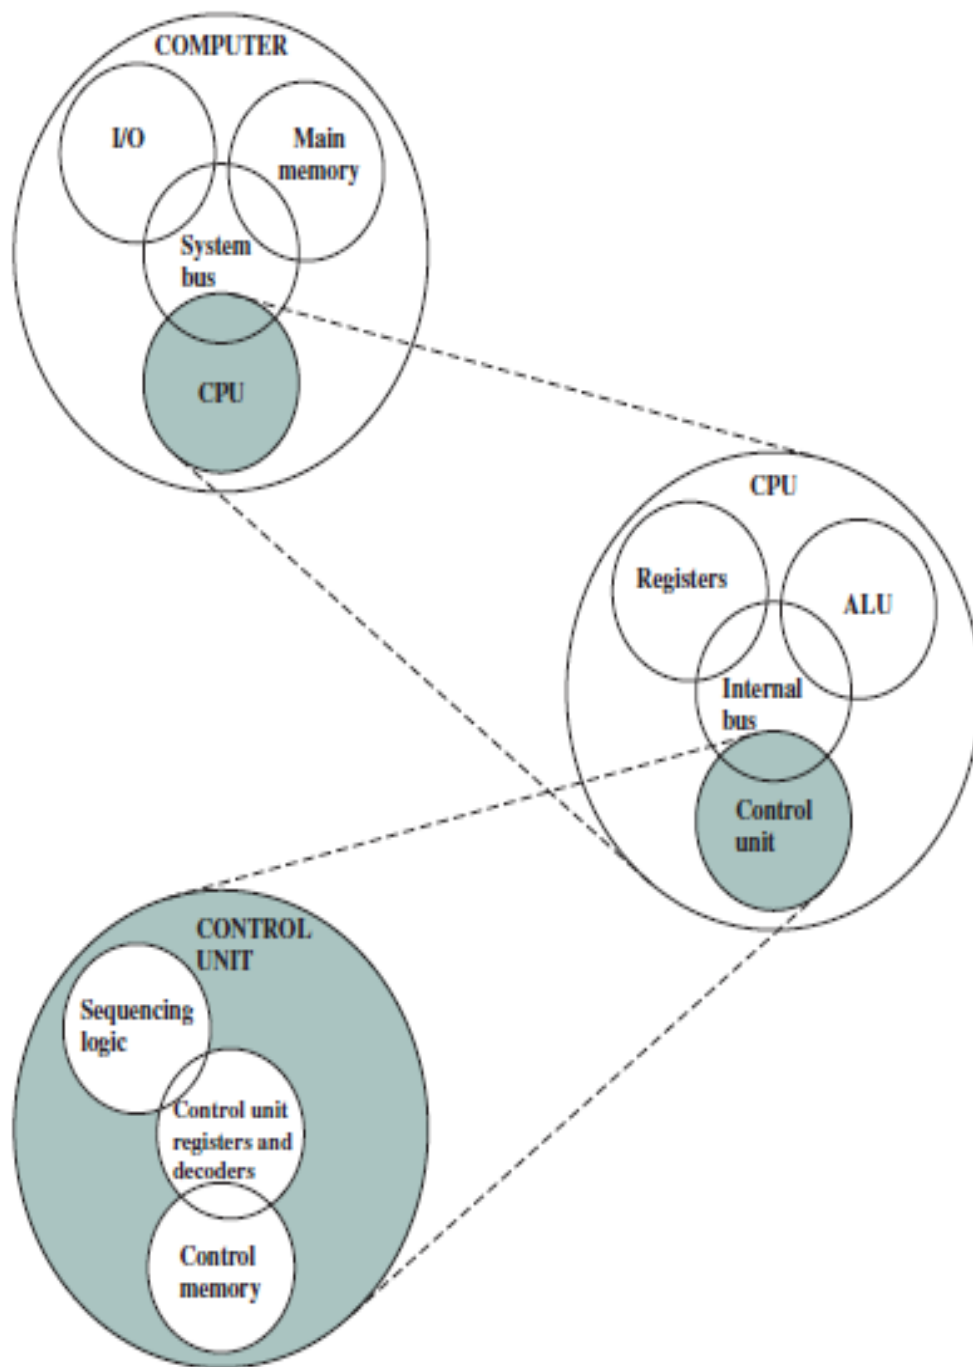 COMPUTER
I/O
Main
memory
System
bus
CPU
CPU
Registers
ALU
Internal
bus
Control
unit
CONTROL
UNIT
Sequencing
logic
Control unit
registers and
decoders
Control
memory